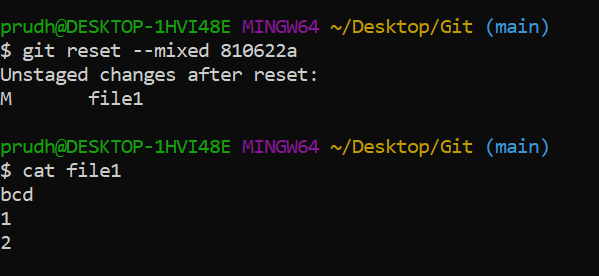 prudh@DESKTOP-1HVI48E MINGW64 ~/Desktop/Git (main)
$ git reset --mixed 810622a
Unstaged changes after reset:
M       file1
prudh@DESKTOP-1HVI48E MINGW64 ~/Desktop/Git (main)
$ cat file1
bcd
1
2